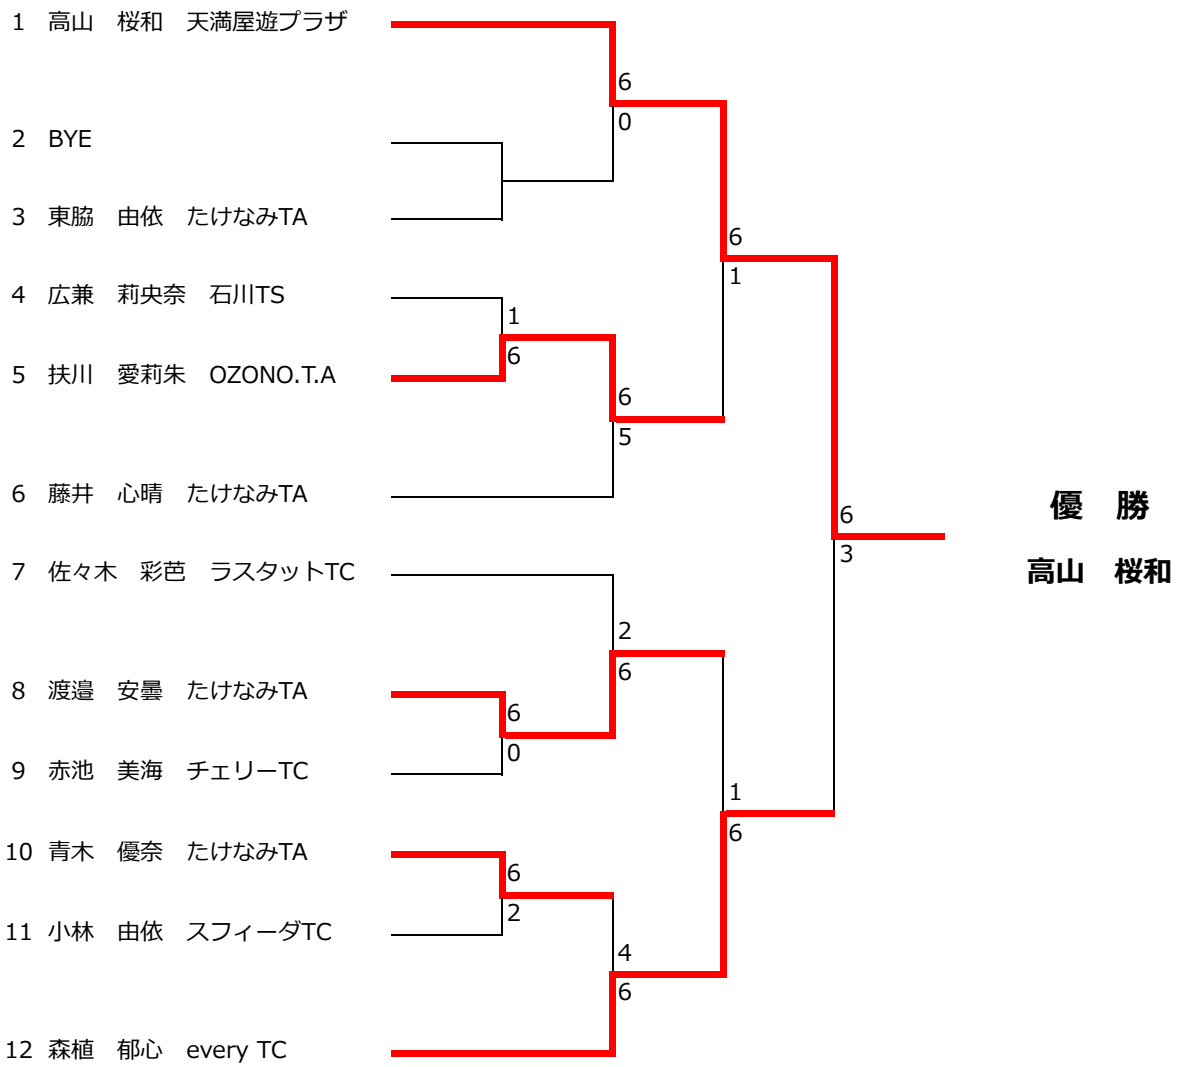 1 高山 桜和 天満屋遊プラザ
6
0
2 BYE
3 東脇 由依 たけなみTA
6
1
4 広兼 莉央奈 石川TS
1
6
5 扶川 愛莉朱 OZONO.T.A
6
5
6 藤井 心晴 たけなみTA
優 勝
6
3
7 佐々木 彩芭 ラスタットTC
高山 桜和
2
6
8 渡邉 安曇 たけなみTA
6
0
9 赤池 美海 チェリーTC
1
6
10 青木 優奈 たけなみTA
6
2
11 小林 由依 スフィーダTC
4
6
12 森植 郁心 every TC